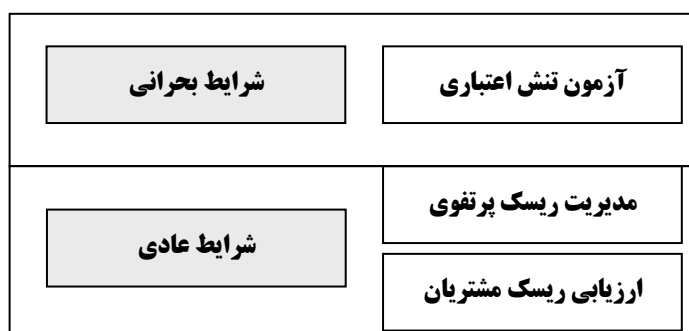 آزمون تنش اعتباری
شرایط بحرانی
مدیریت ریسک پرتفوی
شرایط عادی
ارزیابی ریسک مشتریان